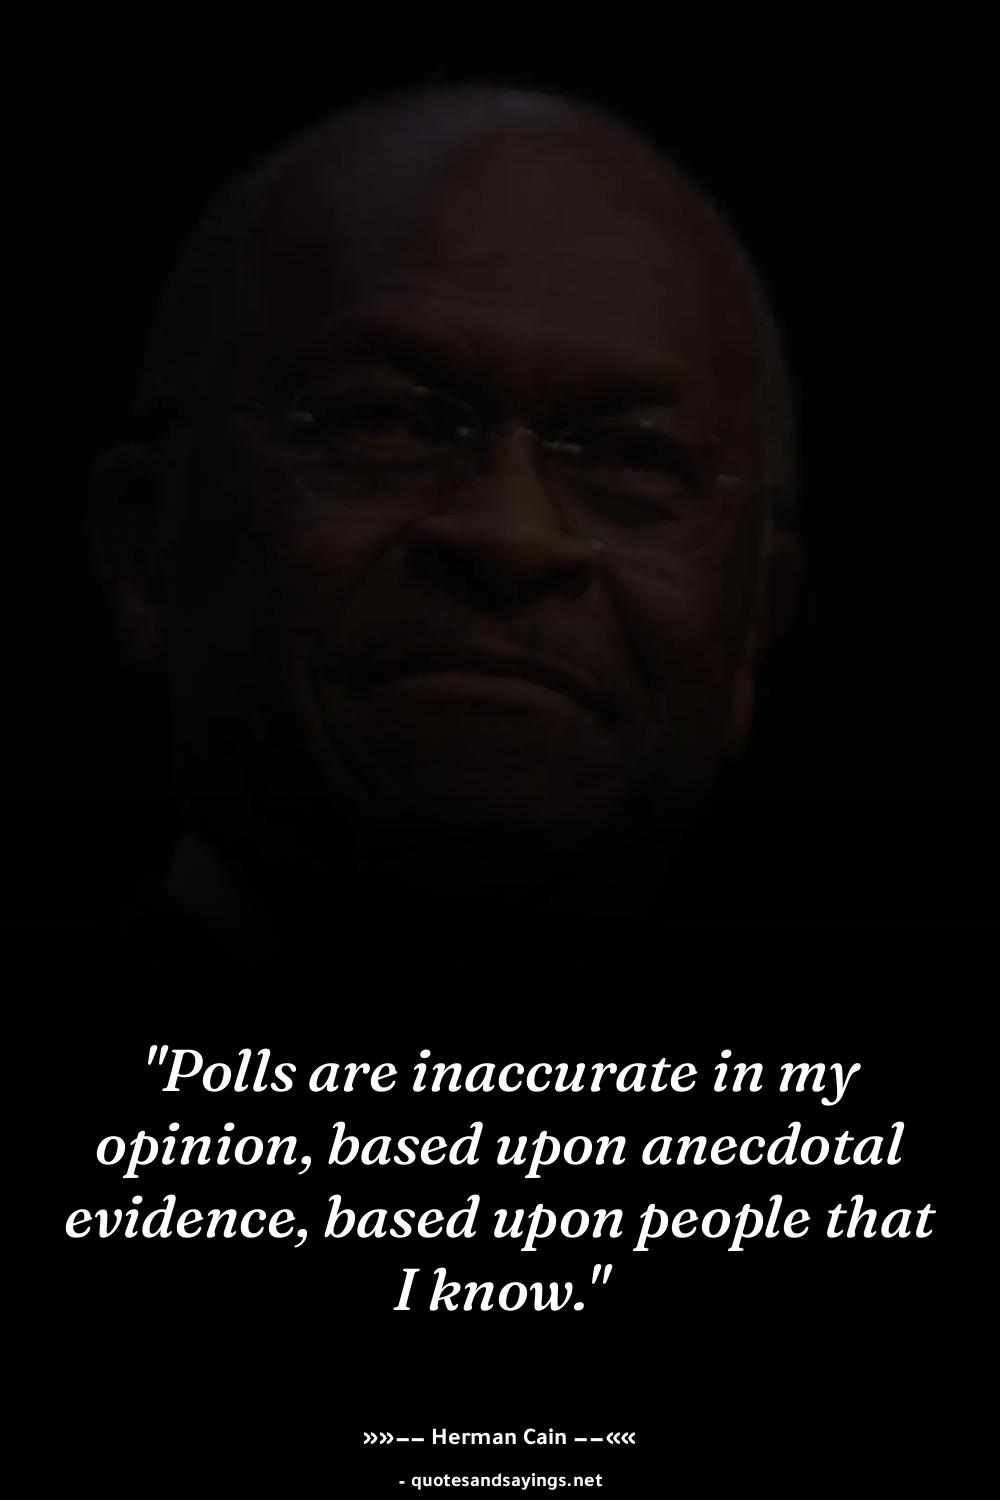 "Polls are inaccurate in my
opinion, based upon anecdotal
evidence, based upon people that
I know."
»»–– Herman Cain ––««
- quotesandsayings.net